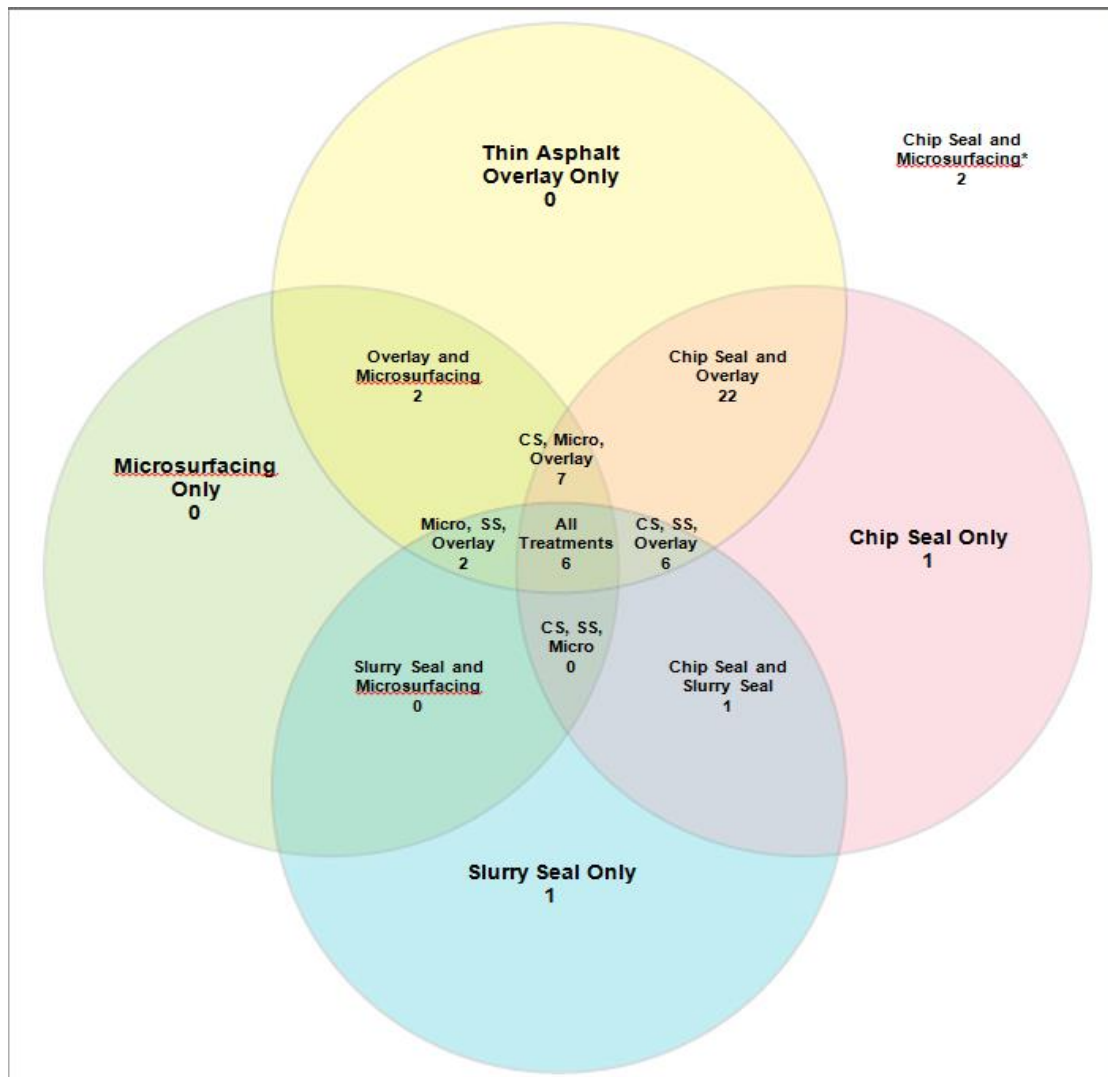 Thin Asphalt
Overlay Only
0
Chip Seal and
Microsurfacing*
2
Overlay and
Microsurfacing
2
Chip Seal and
Overlay
22
CS, Micro,
Overlay
7
Microsurfacing
Only
0
Micro, SS,
Overlay
2
All
Treatments
6
CS, SS,
Overlay
6
Chip Seal Only
1
CS, SS,
Micro
0
Slurry Seal and
Microsurfacing
0
Chip Seal and
Slurry Seal
1
Slurry Seal Only
1